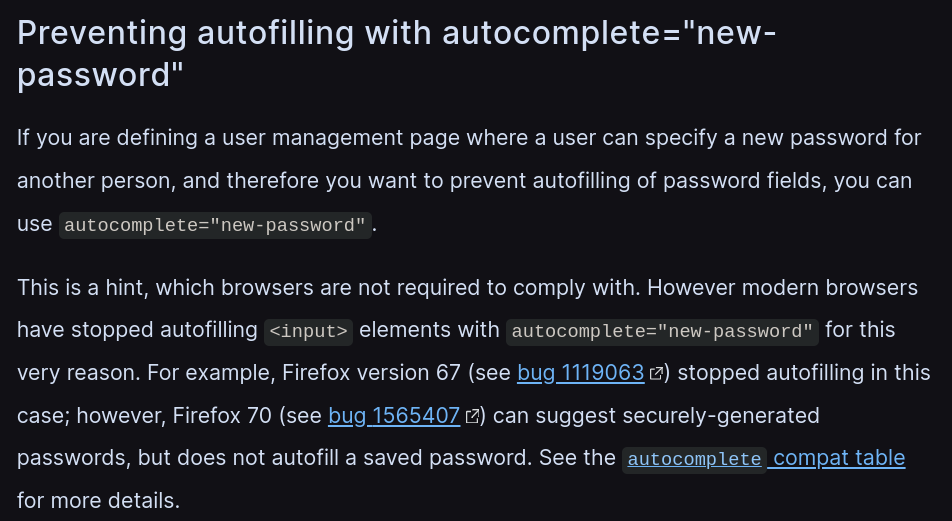 Preventing autofilling with autocomplete="new-
password"
If you are defining a user management page where a user can specify a new password for
another person, and therefore you want to prevent autofilling of password fields, you can
use autocomplete="new-password".
This is a hint, which browsers are not required to comply with. However modern browsers
have stopped autofilling <input> elements with autocomplete="new-password" for this
very reason. For example, Firefox version 67 (see bug 1119063) stopped autofilling in this
case; however, Firefox 70 (see bug 1565407) can suggest securely-generated
passwords, but does not autofill a saved password. See the autocomplete compat table
for more details.